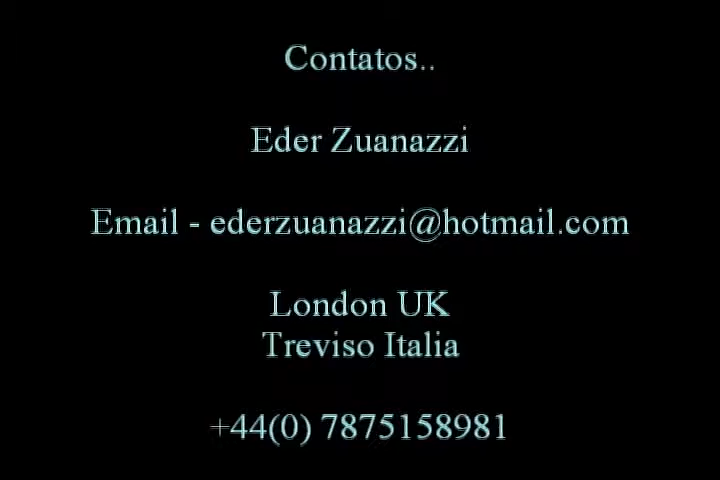 Contatos..
Eder Zuanazzi
Email - ederzuanazzi@hotmail.com
London UK
Treviso Italia
+44(0) 7875158981